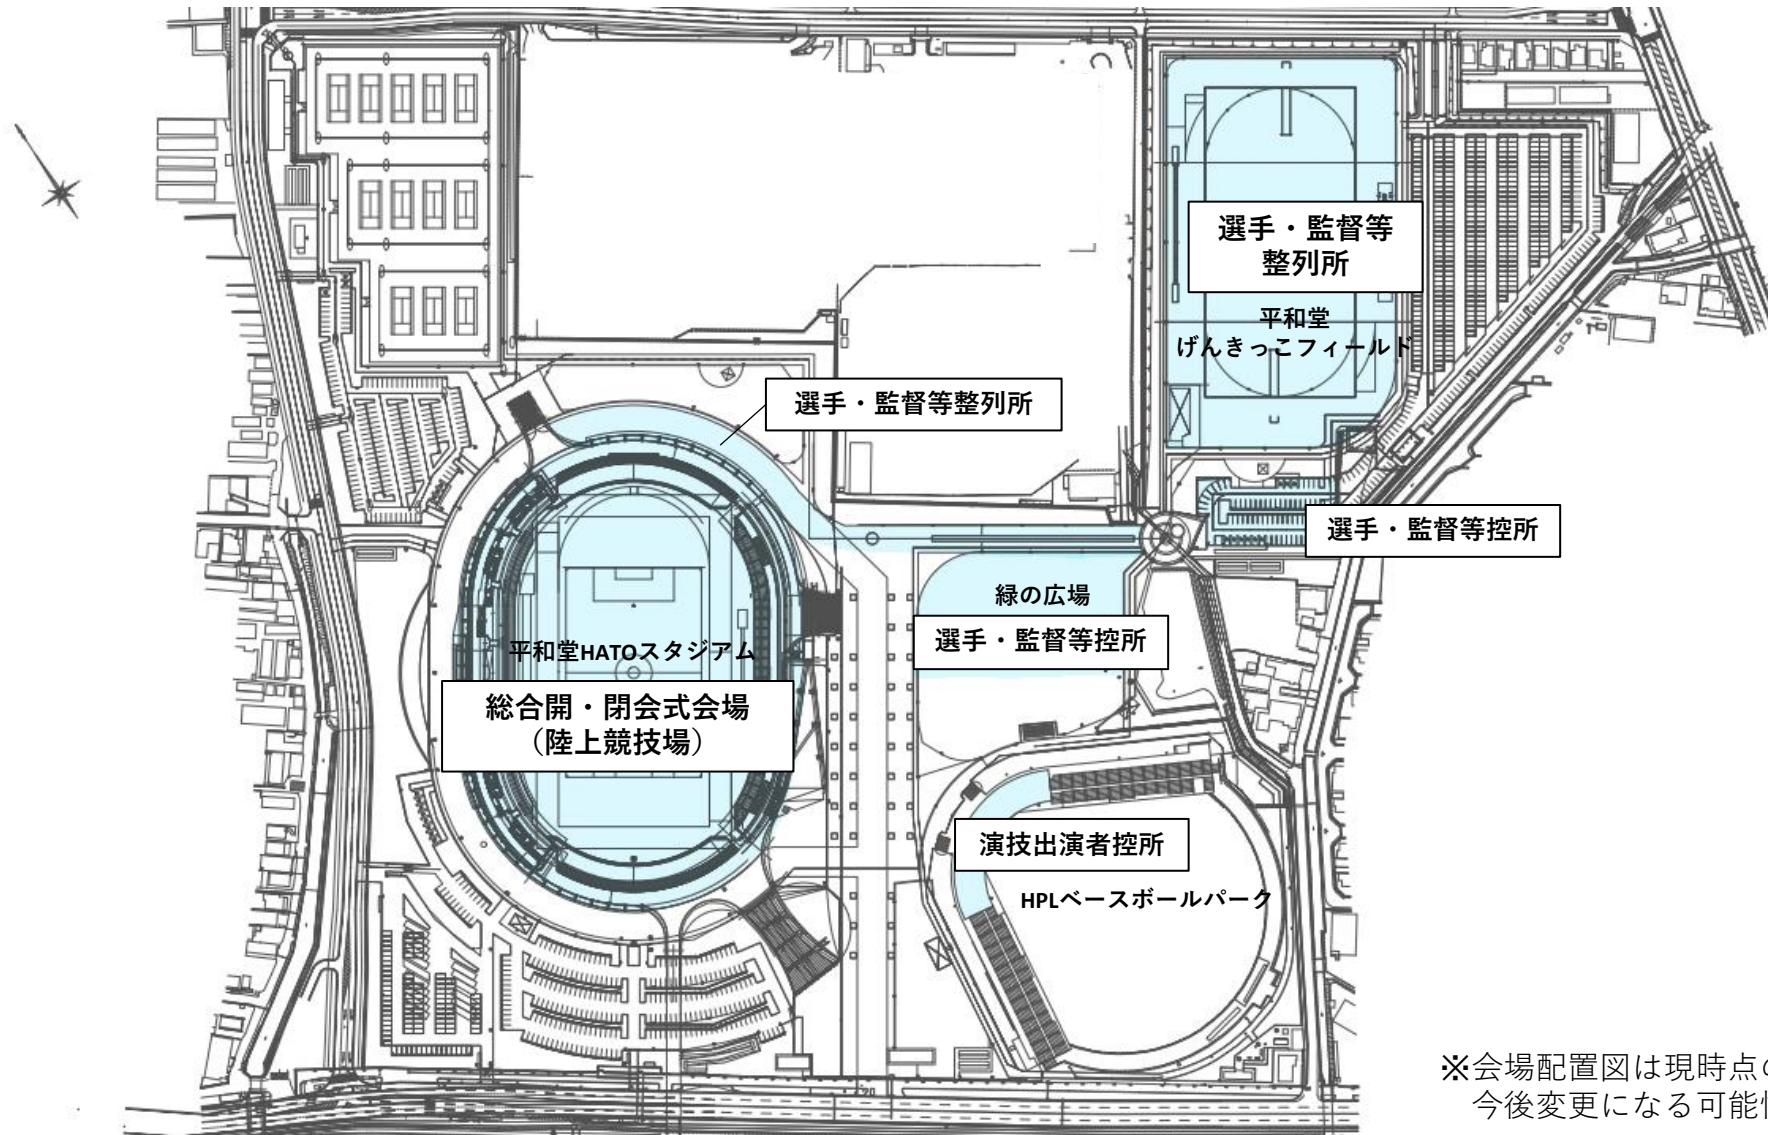 選手・監督等
整列所
平和堂
げんきっこフィールド
選手・監督等整列所
選手・監督等控所
緑の広場
選手・監督等控所
平和堂HATOスタジアム
総合開・閉会式会場
（陸上競技場）
演技出演者控所
HPLベースボールパーク
※会場配置図は現時点の
今後変更になる可能